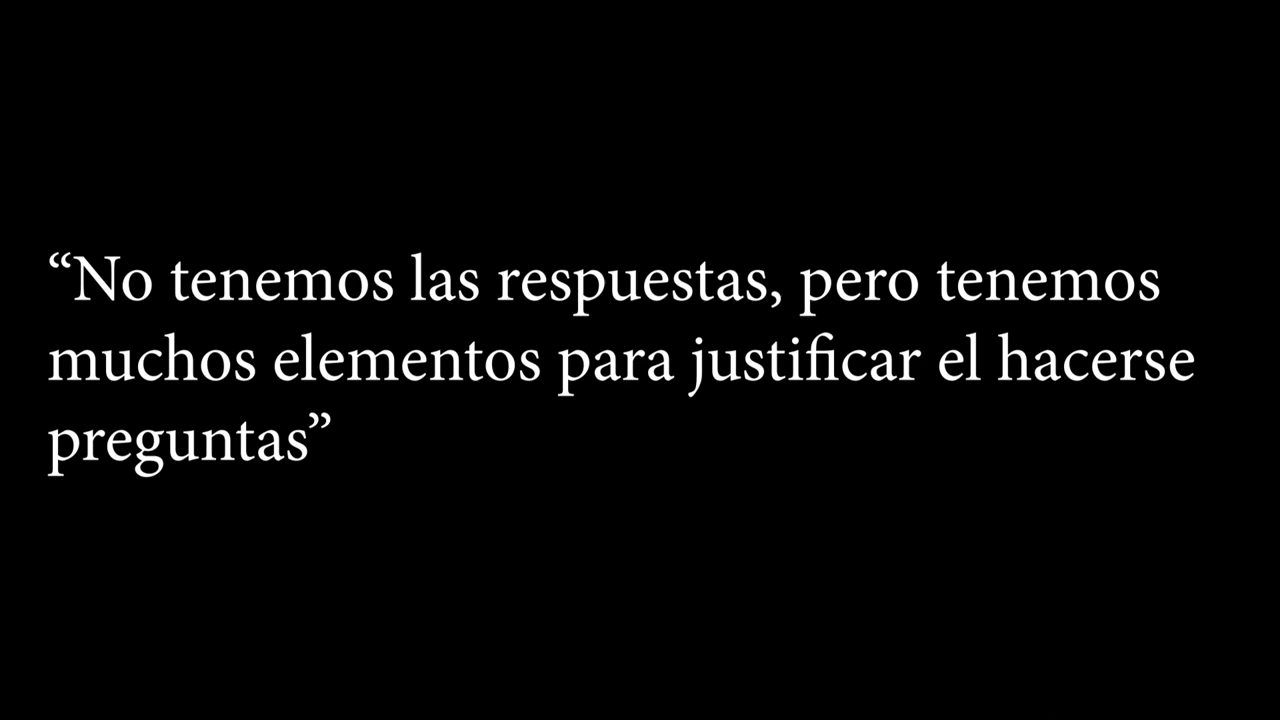 “No tenemos las respuestas, pero tenemos
muchos elementos para justificar el hacerse
preguntas”